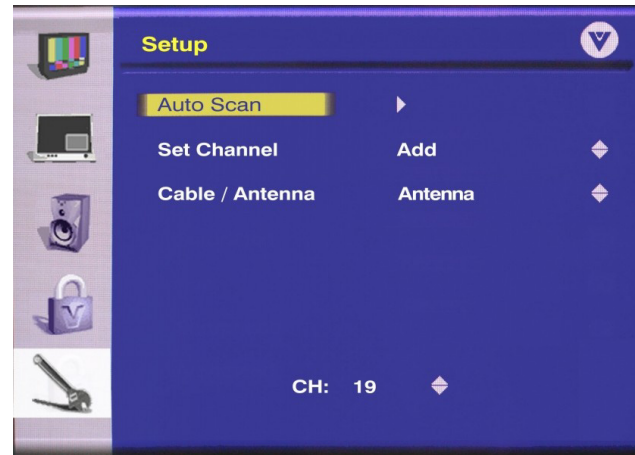 Setup
Auto Scan
Set Channel Add
Cable / Antenna Antenna
CH: 19